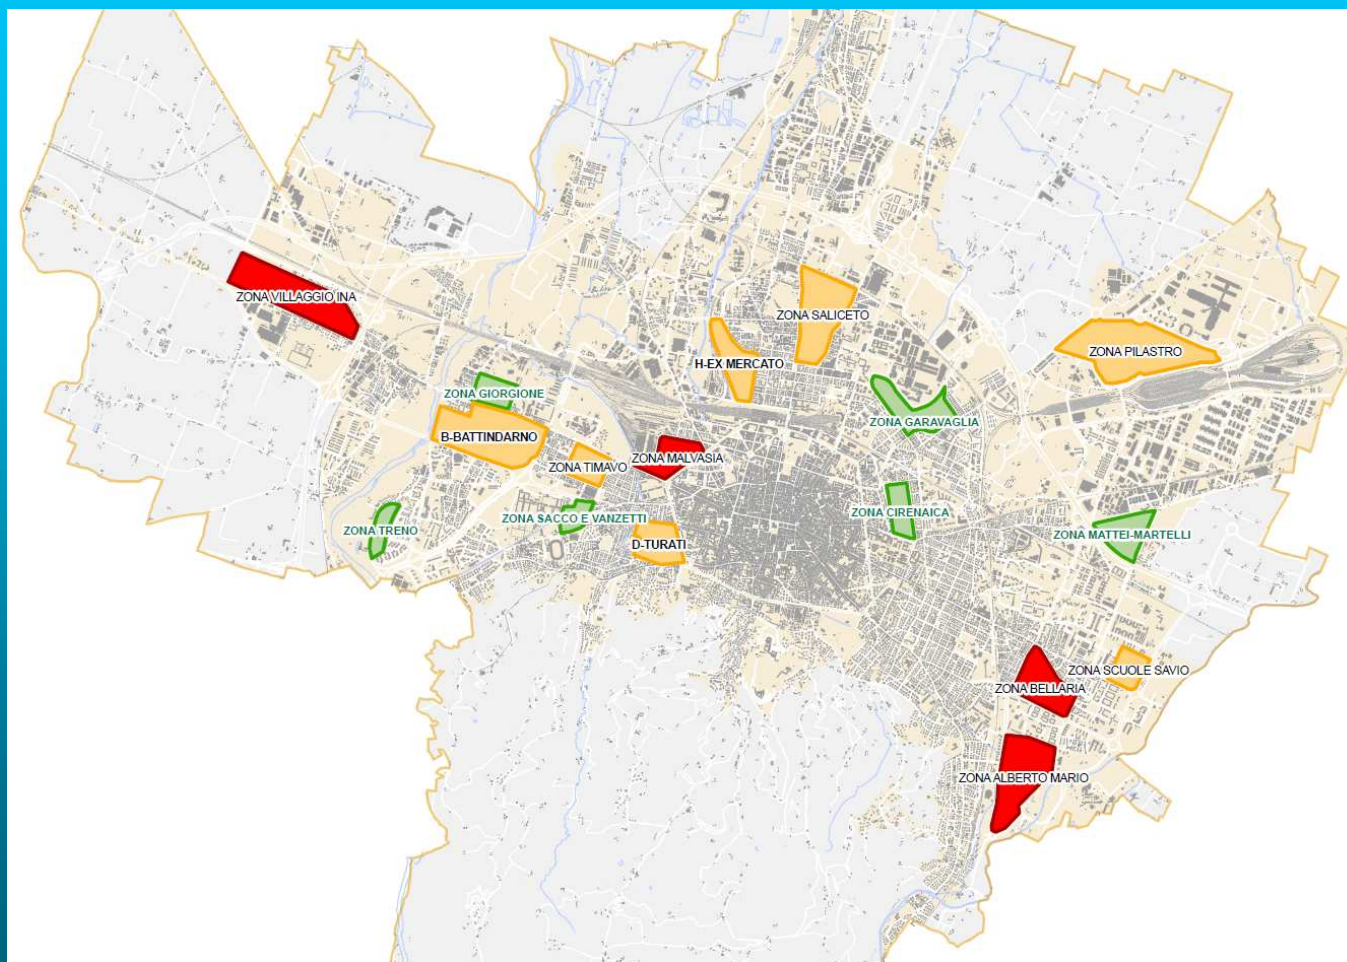 ZONA VILLAGGIO INA
ZONA SALICETO
ZONA PILASTRO
H-EX MERCATO
ZONA GIORGIONE
ZONA GARAVAGLIA
B-BATTINDARNO
ZONA MALVASIA
ZONA TIMAVO
ZONA CIRENAICA
ZONA SACCO E VANZETTI
ZONA TRENO
ZONA MATTEI-MARTELLI
D-TURATI
ZONA SCUOLE SAVIO
ZONA BELLARIA
ZONA ALBERTO MARIO